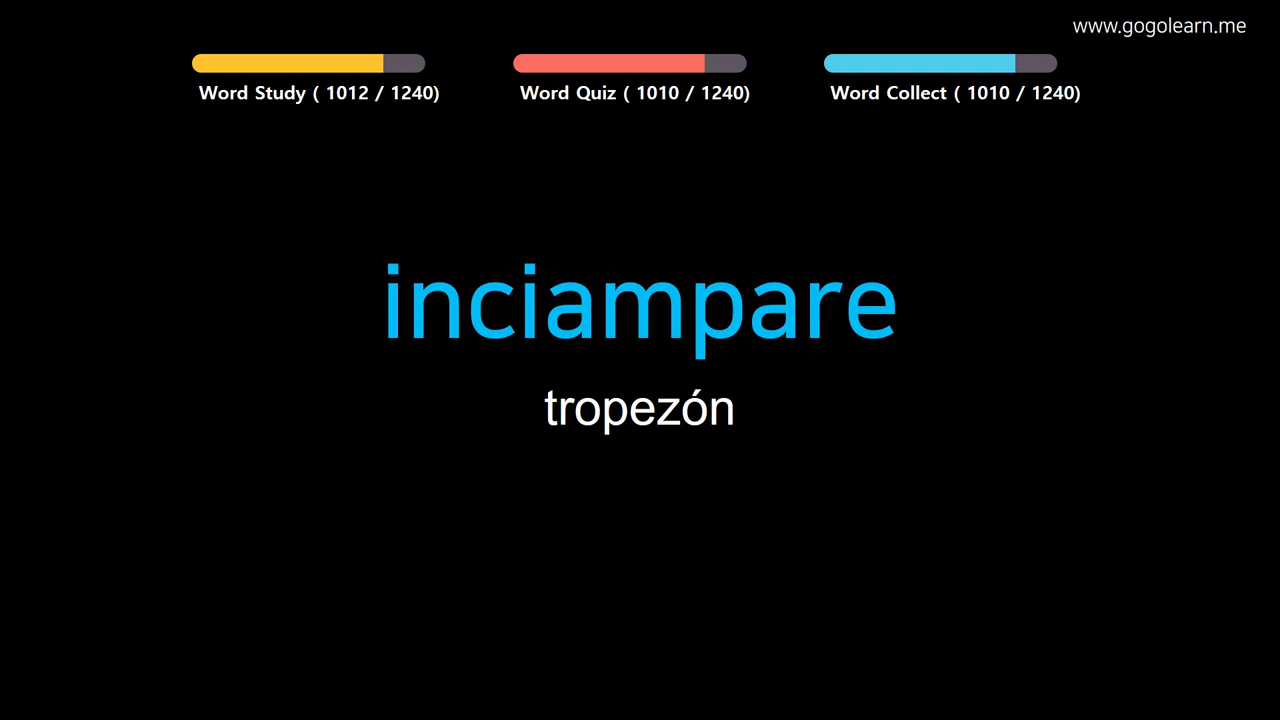 www.gogolearn.me
Word Study ( 1012 / 1240)
Word Quiz ( 1010 / 1240)
Word Collect ( 1010 / 1240)
inciampare
tropezón